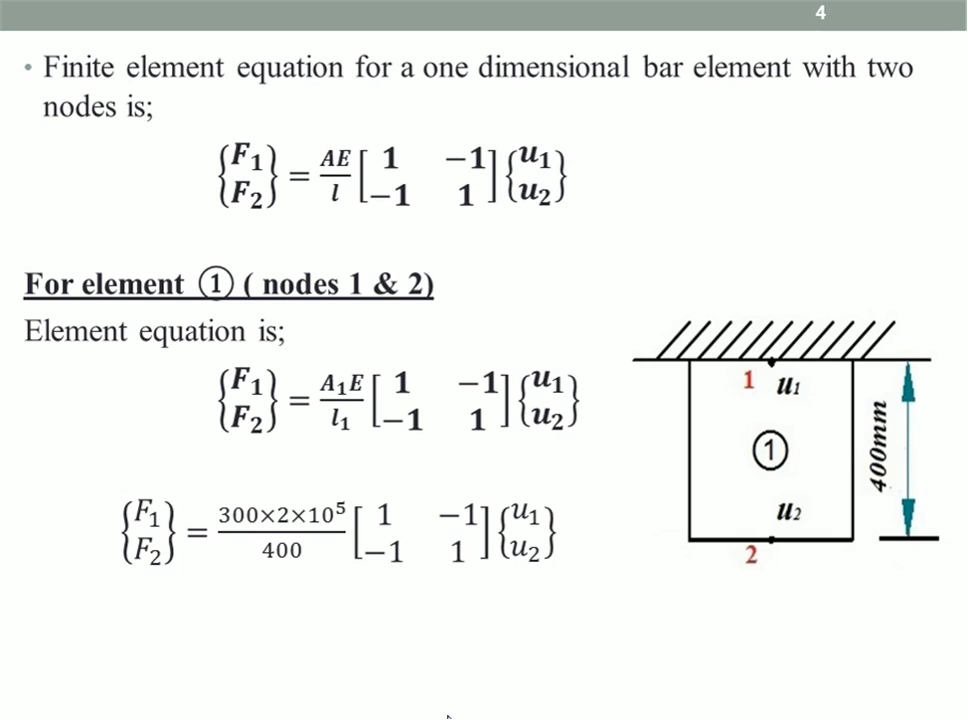 4
• Finite element equation for a one dimensional bar element with two
nodes is;
{F₁ F₂} = AE/l [1 −1 −1 1] {u₁ u₂}
For element ① ( nodes 1 & 2)
Element equation is;
{F₁ F₂} = A₁E/l₁ [1 −1 −1 1] {u₁ u₂}
{F₁ F₂} = 300×2×10⁵/400 [1 −1 −1 1] {u₁ u₂}
1 u₁
①
400mm
u₂
2